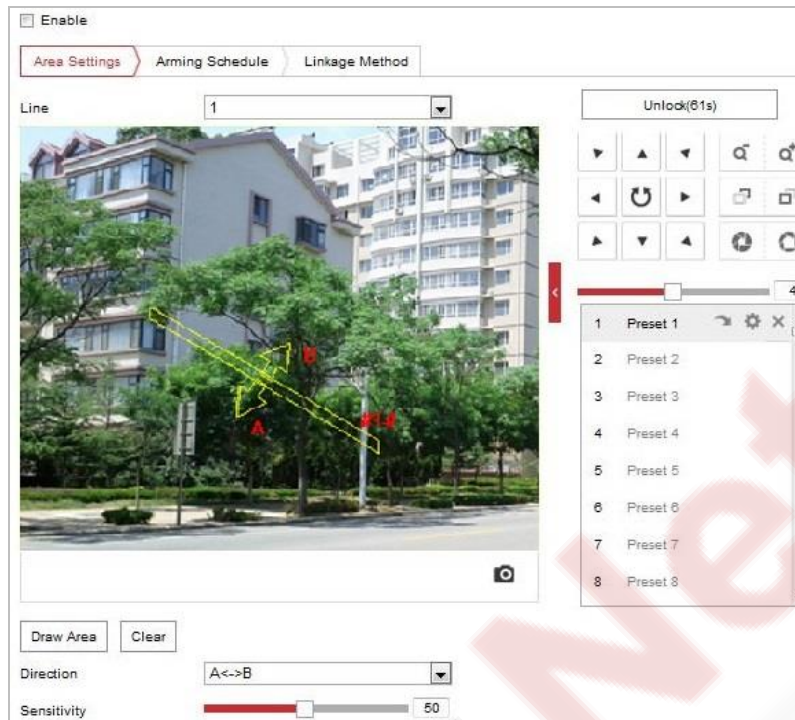 Enable
Area Settings
Arming Schedule
Linkage Method
Line
1
Unlock(61s)
B
A
#1#
4
1 Preset 1
2 Preset 2
3 Preset 3
4 Preset 4
5 Preset 5
6 Preset 6
7 Preset 7
8 Preset 8
Draw Area
Clear
Direction
A<->B
Sensitivity
50
Net